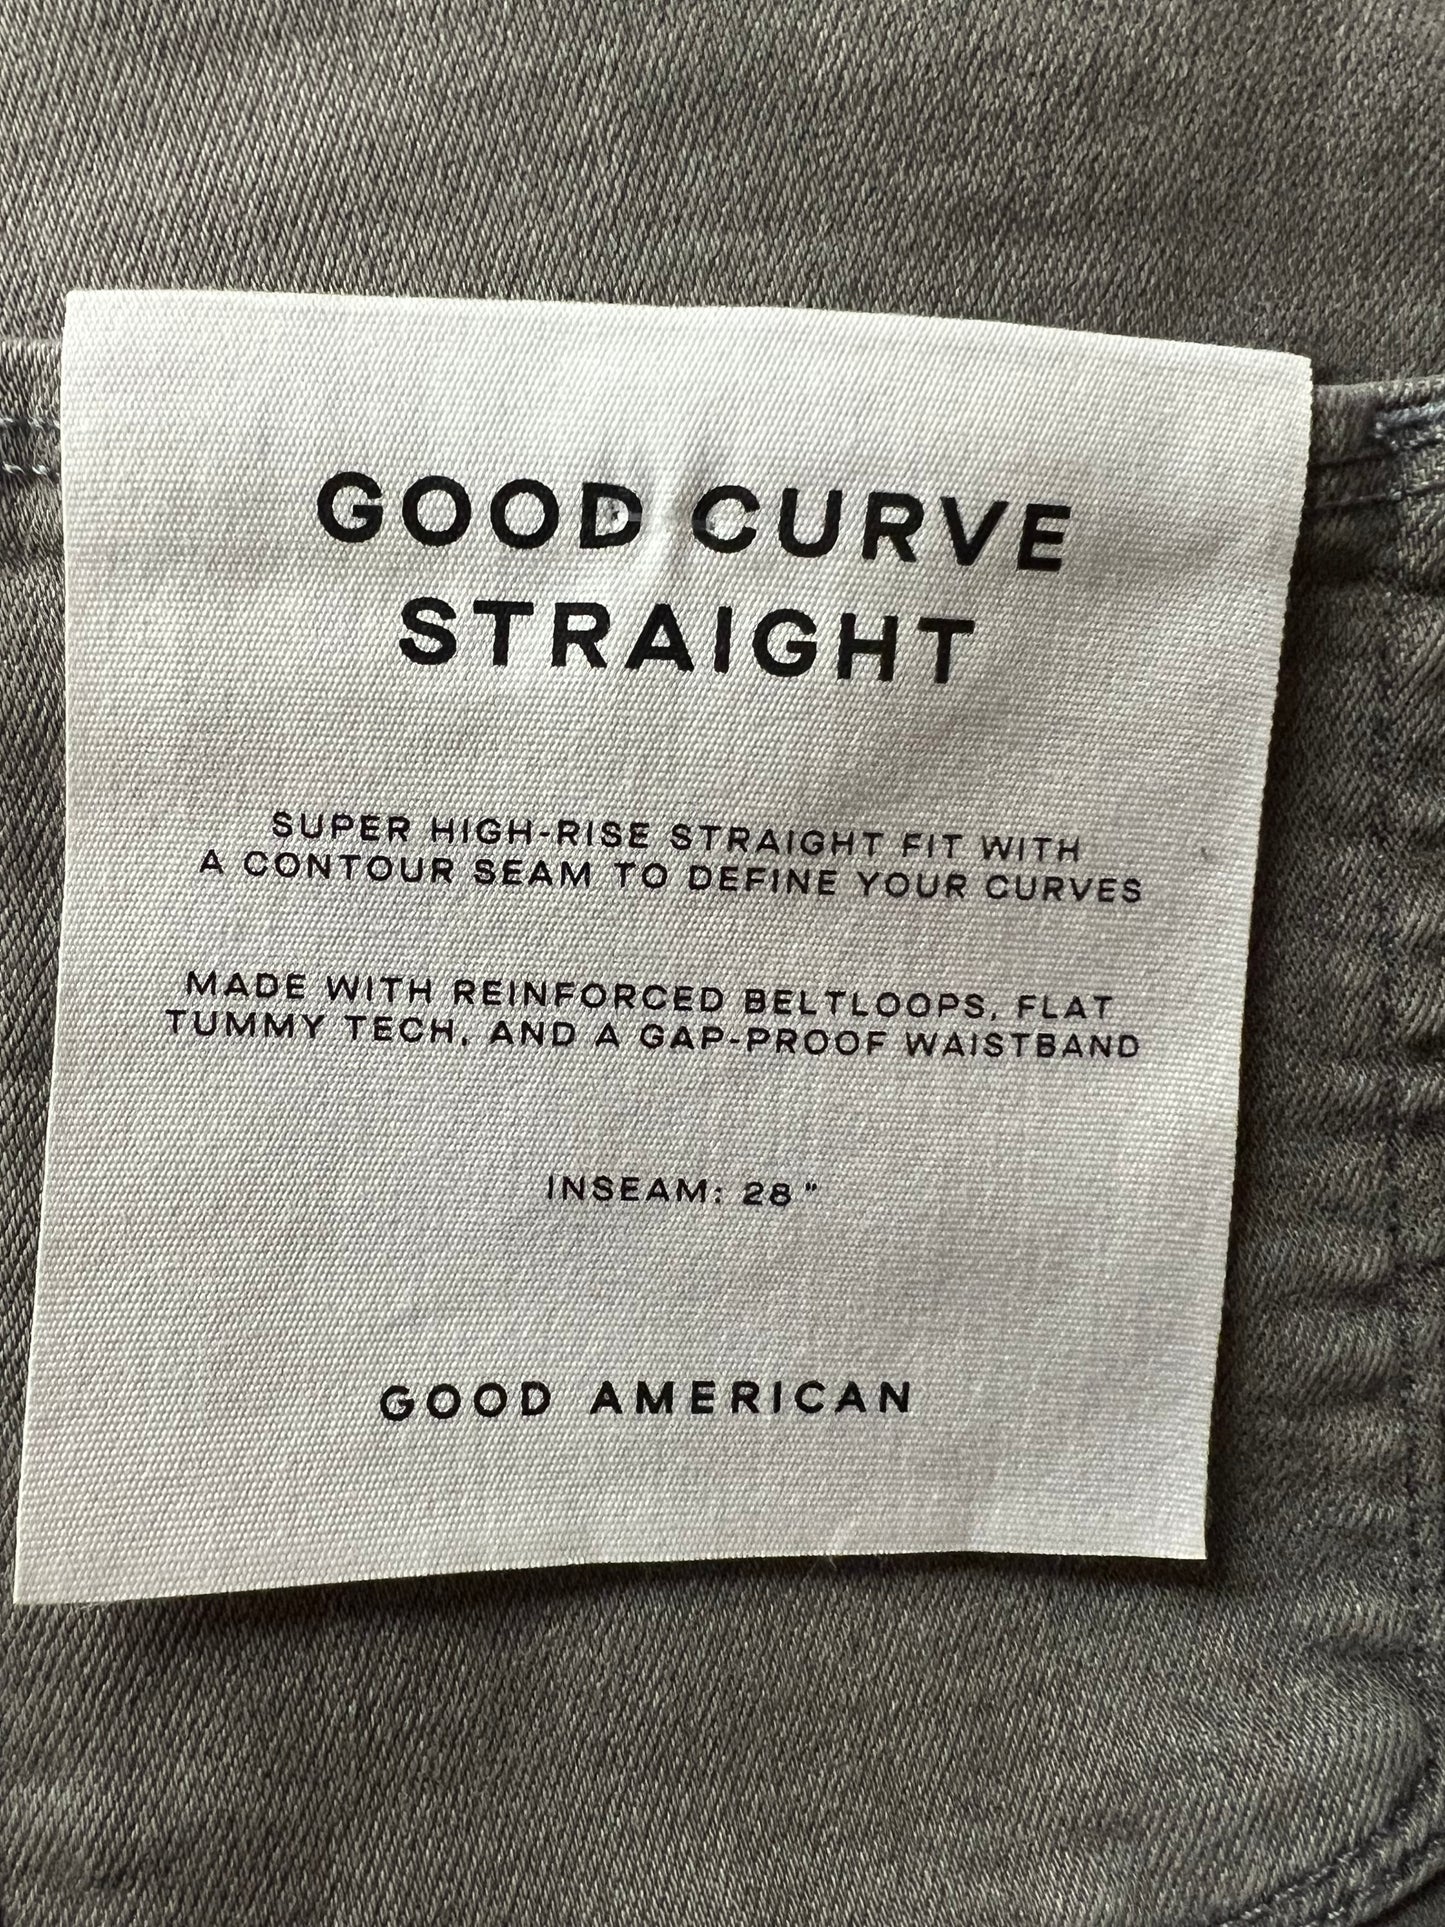 GOOD CURVE
STRAIGHT
SUPER HIGH-RISE STRAIGHT FIT WITH
A CONTOUR SEAM TO DEFINE YOUR CURVES
MADE WITH REINFORCED BELTLOOPS, FLAT
TUMMY TECH, AND A GAP-PROOF WAISTBAND
INSEAM: 28"
GOOD AMERICAN